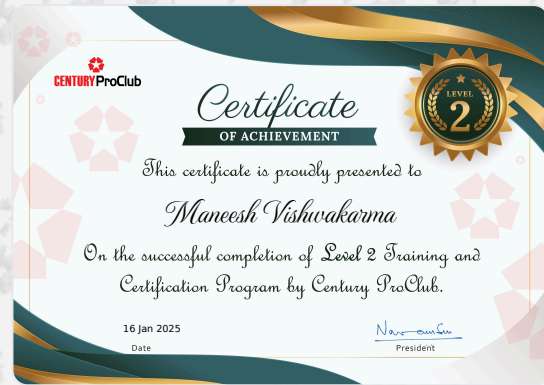 CENTURY ProClub
LEVEL
2
Certificate
OF ACHIEVEMENT
This certificate is proudly presented to
Maneesh Vishwakarma
On the successful completion of Level 2 Training and
Certification Program by Century ProClub.
16 Jan 2025
Date
President